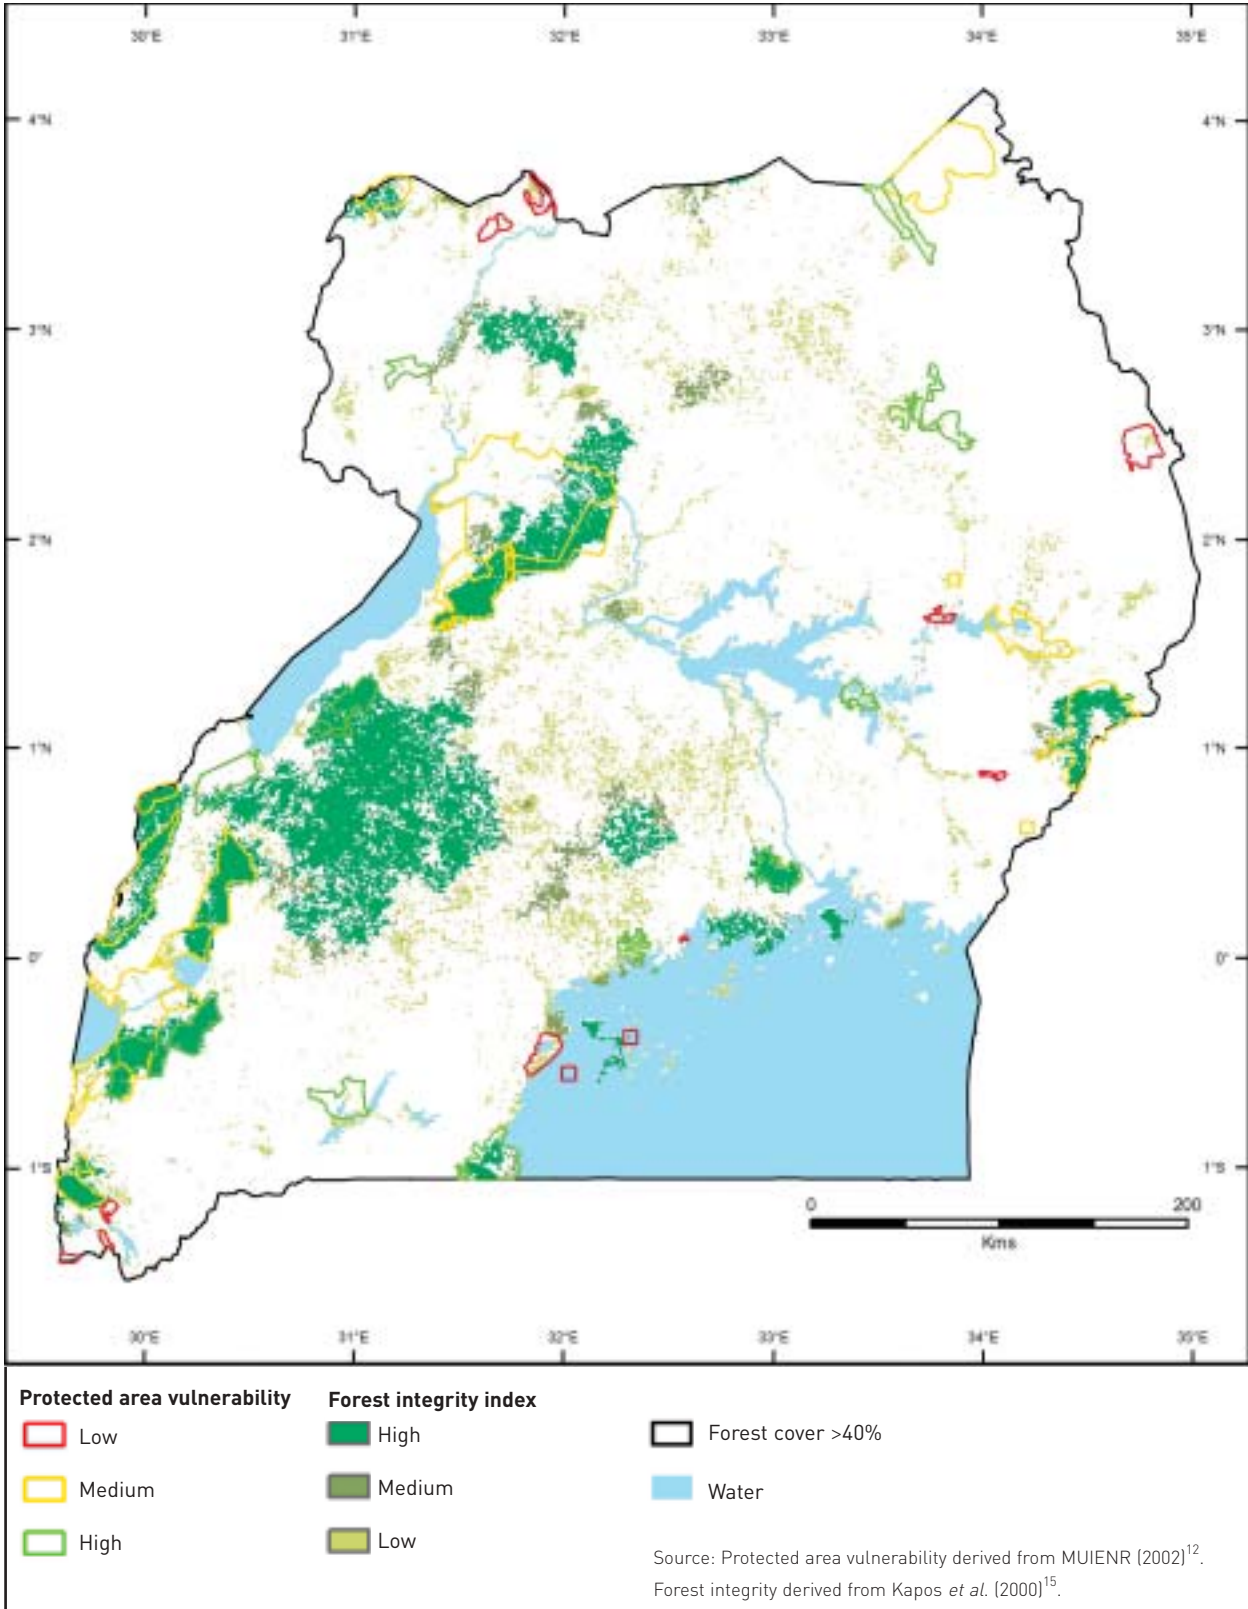 30°E 31°E 32°E 33°E 34°E 35°E
4°N 4°N
3°N 3°N
2°N 2°N
1°N 1°N
0° 0°
1°S 1°S
0 200
Kms
30°E 31°E 32°E 33°E 34°E 35°E
Protected area vulnerability
Low
Medium
High
Forest integrity index
High
Medium
Low
Forest cover >40%
Water
Source: Protected area vulnerability derived from MUIENR (2002)12.
Forest integrity derived from Kapos et al. (2000)15.